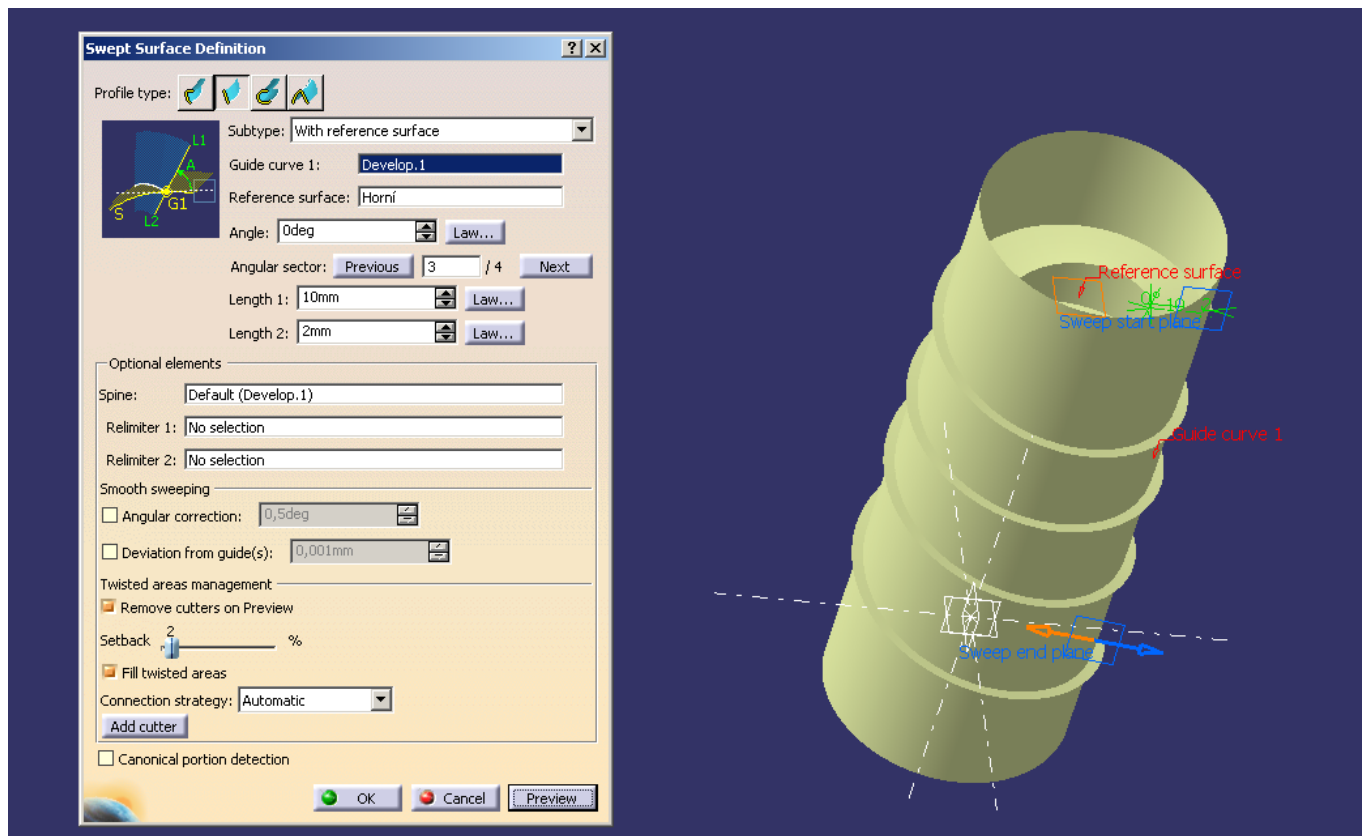 Swept Surface Definition
Profile type:
Subtype: With reference surface
L1
A
G1
S
L2
Guide curve 1: Develop.1
Reference surface: Horní
Angle: 0deg Law...
Angular sector: Previous 3 / 4 Next
Length 1: 10mm Law...
Length 2: 2mm Law...
Optional elements
Spine: Default (Develop.1)
Relimiter 1: No selection
Relimiter 2: No selection
Smooth sweeping
Angular correction: 0,5deg
Deviation from guide(s): 0,001mm
Twisted areas management
Remove cutters on Preview
2
Setback %
Fill twisted areas
Connection strategy: Automatic
Add cutter
Canonical portion detection
OK Cancel Preview
Reference surface
10
Sweep start plane
Guide curve 1
Sweep end plane